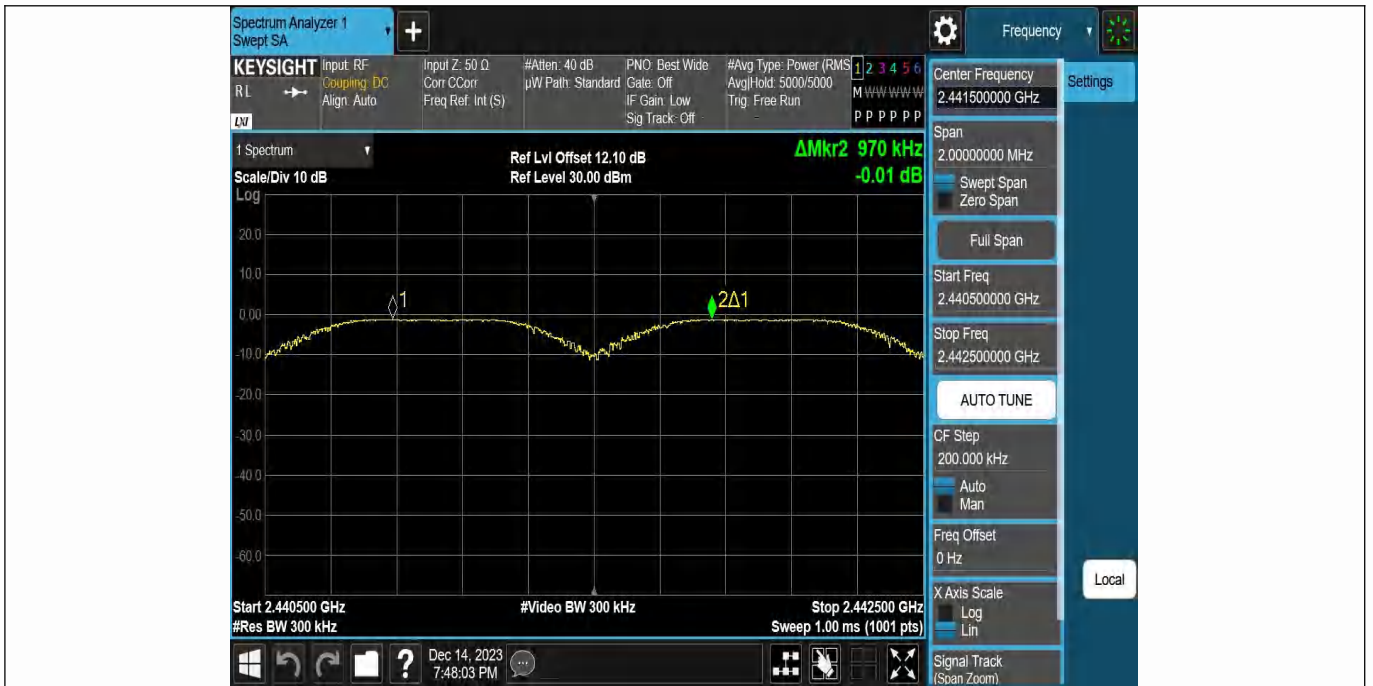 Spectrum Analyzer 1
Swept SA
+
Frequency
KEYSIGHT
RL
LXI
Input: RF
Coupling: DC
Align: Auto
Input Z: 50 Ω
Corr CCorr
Freq Ref: Int (S)
#Atten: 40 dB
µW Path: Standard
PNO: Best Wide
Gate: Off
IF Gain: Low
Sig Track: Off
#Avg Type: Power (RMS
Avg|Hold: 5000/5000
Trig: Free Run
1 2 3 4 5 6
M W W W W W
P P P P P P
1 Spectrum
Scale/Div 10 dB
Log
Ref Lvl Offset 12.10 dB
Ref Level 30.00 dBm
ΔMkr2 970 kHz
-0.01 dB
20.0
10.0
0.00
-10.0
-20.0
-30.0
-40.0
-50.0
-60.0
1
2Δ1
Start 2.440500 GHz
#Res BW 300 kHz
#Video BW 300 kHz
Stop 2.442500 GHz
Sweep 1.00 ms (1001 pts)
Dec 14, 2023
7:48:03 PM
Center Frequency
2.441500000 GHz
Settings
Span
2.00000000 MHz
Swept Span
Zero Span
Full Span
Start Freq
2.440500000 GHz
Stop Freq
2.442500000 GHz
AUTO TUNE
CF Step
200.000 kHz
Auto
Man
Freq Offset
0 Hz
Local
X Axis Scale
Log
Lin
Signal Track
(Span Zoom)